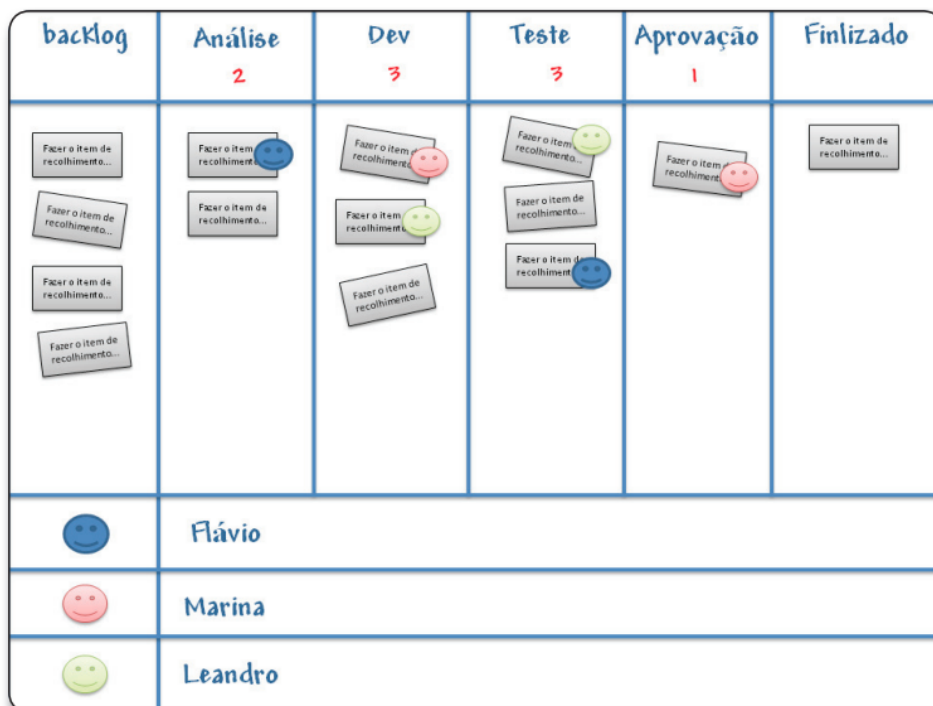 backlog
Análise
Dev
Teste
Aprovação
Finlizado
2
3
3
1
Fazer o item de
recolhimento...
Fazer o item de
recolhimento...
Fazer o item de
recolhimento...
Fazer o item de
recolhimento...
Fazer o item de
recolhimento...
Fazer o item de
recolhimento...
Fazer o item de
recolhimento...
Fazer o item de
recolhimento...
Fazer o item de
recolhimento...
Fazer o item de
recolhimento...
Fazer o item de
recolhimento...
Fazer o item de
recolhimento...
Fazer o item de
recolhimento...
Fazer o item de
recolhimento...
Flávio
Marina
Leandro